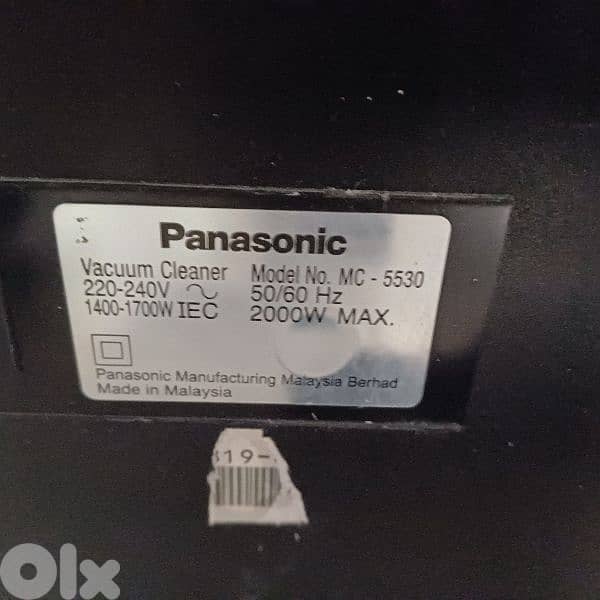 Panasonic
Vacuum Cleaner Model No. MC - 5530
220-240V 50/60 Hz
1400-1700W IEC 2000W MAX.
Panasonic Manufacturing Malaysia Berhad
Made in Malaysia
319-
Olx